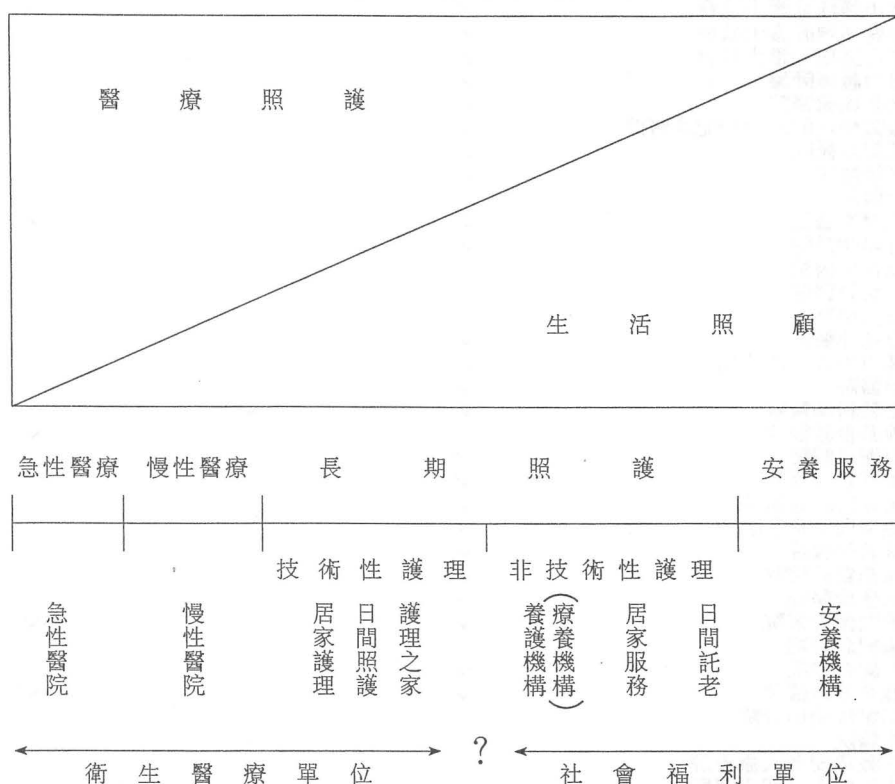 醫療照護
生活照顧
急性醫療 慢性醫療 長期照護 安養服務
技術性護理 非技術性護理
急性醫院
慢性醫院
居家護理
日間照護
護理之家
養護機構
(療養機構)
居家服務
日間託老
安養機構
?
衛生醫療單位 社會福利單位